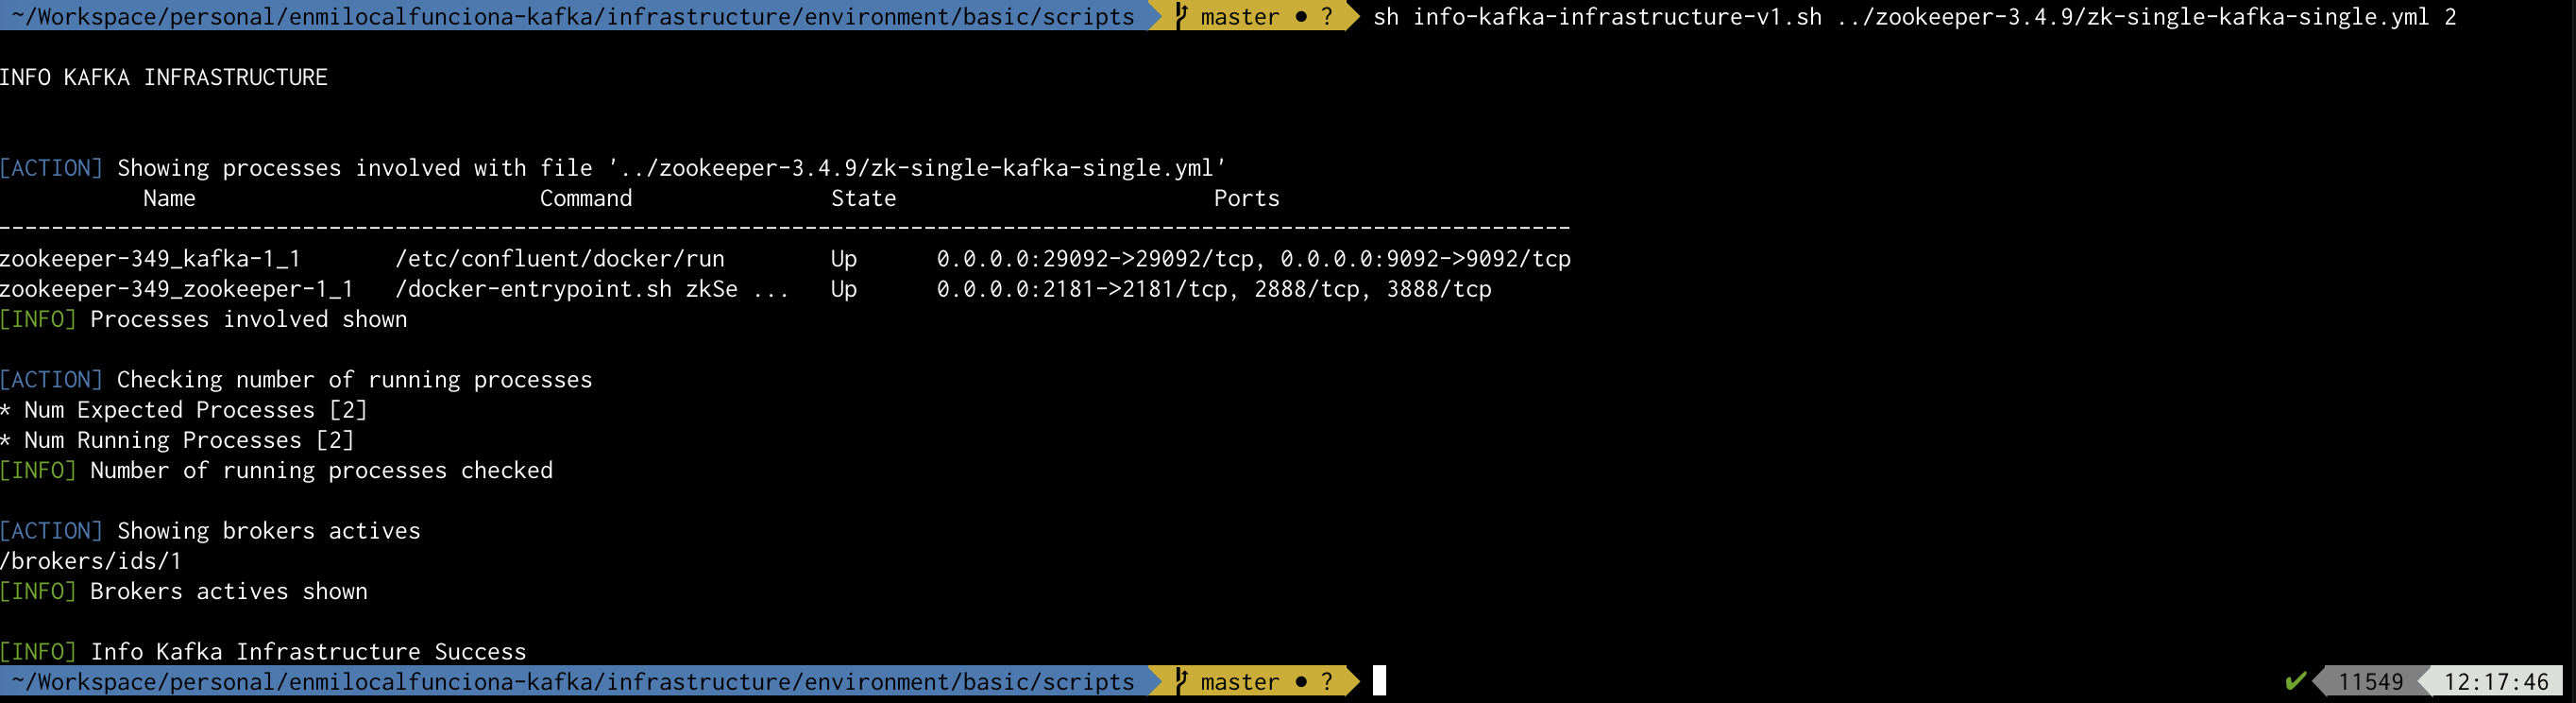 ~/Workspace/personal/enmilocalfunciona-kafka/infrastructure/environment/basic/scripts master ● ? sh info-kafka-infrastructure-v1.sh ../zookeeper-3.4.9/zk-single-kafka-single.yml 2
INFO KAFKA INFRASTRUCTURE
[ACTION] Showing processes involved with file '../zookeeper-3.4.9/zk-single-kafka-single.yml'
Name Command State Ports
-----------------------------------------------------------------------------------------------------------------------
zookeeper-349_kafka-1_1 /etc/confluent/docker/run Up 0.0.0.0:29092->29092/tcp, 0.0.0.0:9092->9092/tcp
zookeeper-349_zookeeper-1_1 /docker-entrypoint.sh zkSe ... Up 0.0.0.0:2181->2181/tcp, 2888/tcp, 3888/tcp
[INFO] Processes involved shown
[ACTION] Checking number of running processes
* Num Expected Processes [2]
* Num Running Processes [2]
[INFO] Number of running processes checked
[ACTION] Showing brokers actives
/brokers/ids/1
[INFO] Brokers actives shown
[INFO] Info Kafka Infrastructure Success
~/Workspace/personal/enmilocalfunciona-kafka/infrastructure/environment/basic/scripts master ● ? ✔ 11549 12:17:46